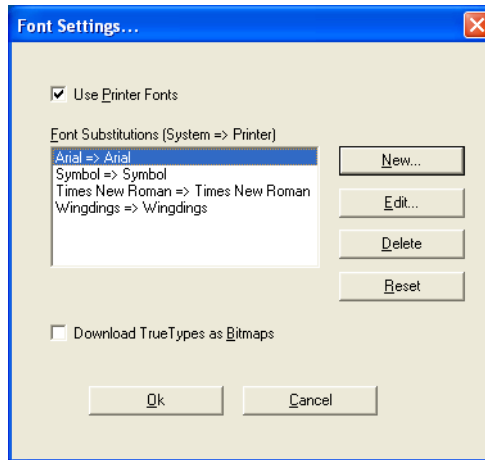 Font Settings...
Use Printer Fonts
Font Substitutions (System => Printer)
Arial => Arial
Symbol => Symbol
Times New Roman => Times New Roman
Wingdings => Wingdings
New...
Edit...
Delete
Reset
Download TrueTypes as Bitmaps
Ok
Cancel